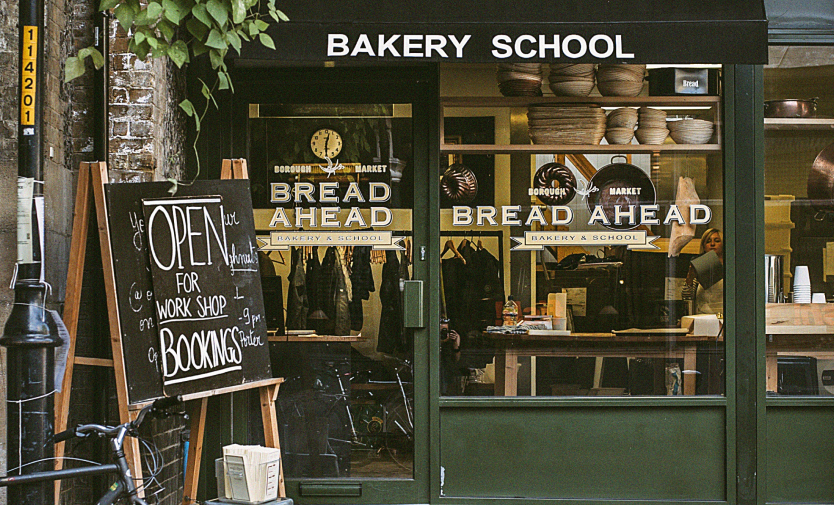 BAKERY SCHOOL
114201
Bread
BOROUGH MARKET
BREAD
AHEAD
BAKERY & SCHOOL
BOROUGH MARKET
BREAD AHEAD
BAKERY & SCHOOL
OPEN
FOR
WORK SHOP
BOOKINGS